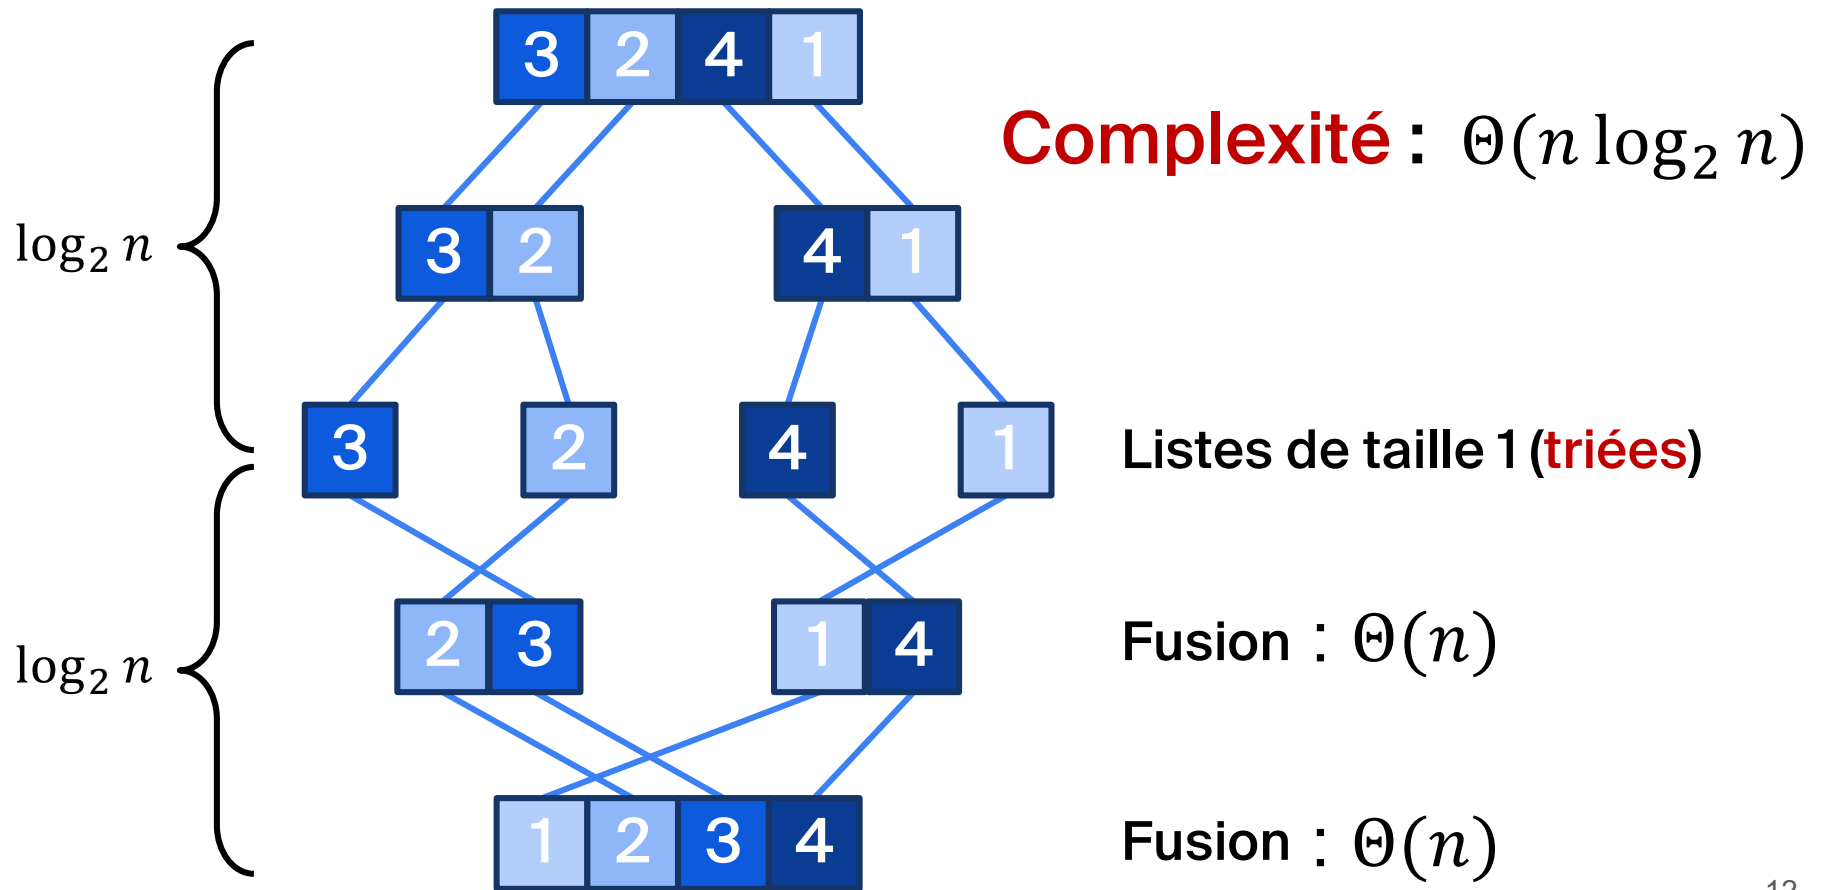 3 2 4 1
Complexité : Θ(n log₂ n)
log₂ n
3 2 4 1
3 2 4 1
Listes de taille 1 (triées)
log₂ n
2 3 1 4
Fusion : Θ(n)
1 2 3 4
Fusion : Θ(n)